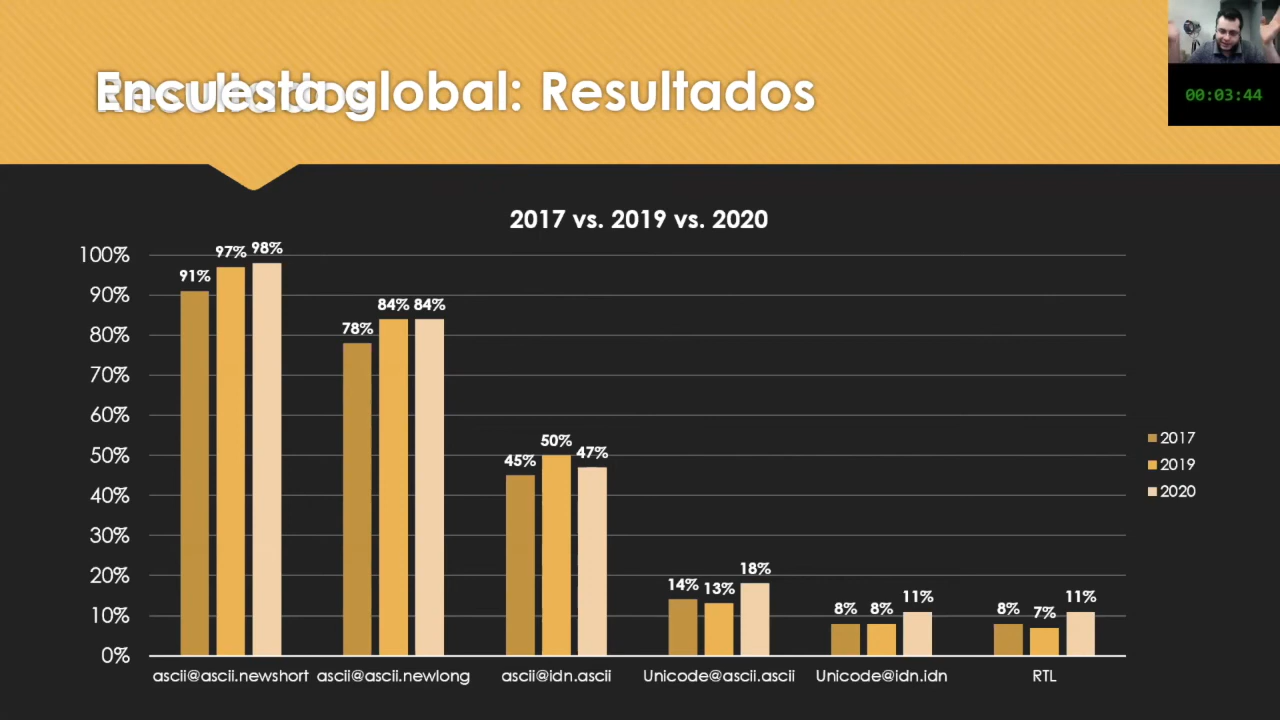 Encuesta global: Resultados
00:03:44
2017 vs. 2019 vs. 2020
100%
90%
80%
70%
60%
50%
40%
30%
20%
10%
0%
91% 97% 98%
78% 84% 84%
45% 50% 47%
14% 13% 18%
8% 8% 11%
8% 7% 11%
ascii@ascii.newshort ascii@ascii.newlong ascii@idn.ascii Unicode@ascii.ascii Unicode@idn.idn RTL
2017
2019
2020